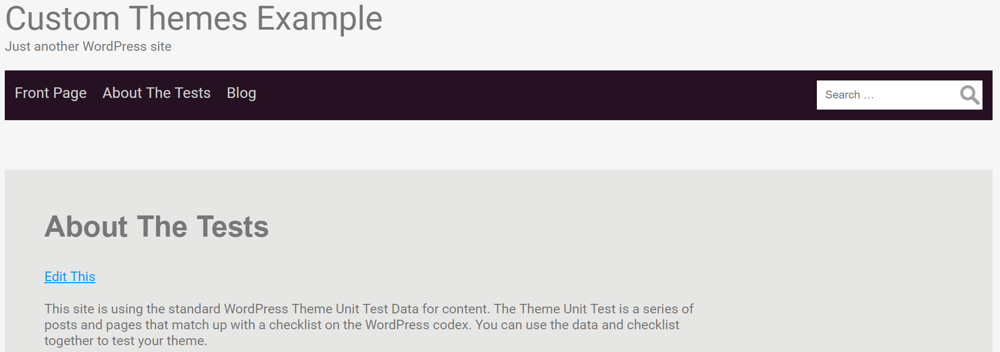 Custom Themes Example
Just another WordPress site
Front Page About The Tests Blog Search …
About The Tests
Edit This
This site is using the standard WordPress Theme Unit Test Data for content. The Theme Unit Test is a series of
posts and pages that match up with a checklist on the WordPress codex. You can use the data and checklist
together to test your theme.